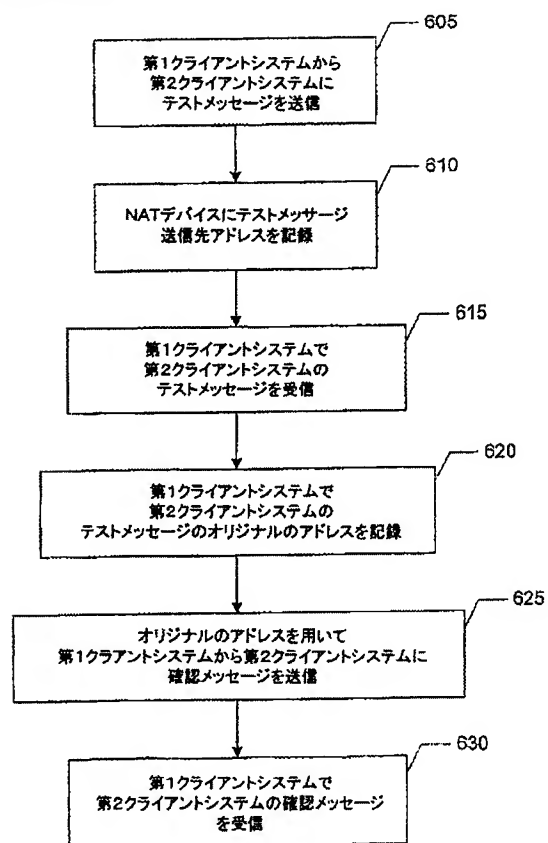 605
第1クライアントシステムから
第2クライアントシステムに
テストメッセージを送信
610
NATデバイスにテストメッサージ
送信先アドレスを記録
615
第1クライアントシステムで
第2クライアントシステムの
テストメッセージを受信
620
第1クライアントシステムで
第2クライアントシステムの
テストメッセージのオリジナルのアドレスを記録
625
オリジナルのアドレスを用いて
第1クラアントシステムから第2クライアントシステムに
確認メッセージを送信
630
第1クライアントシステムで
第2クライアントシステムの確認メッセージ
を受信